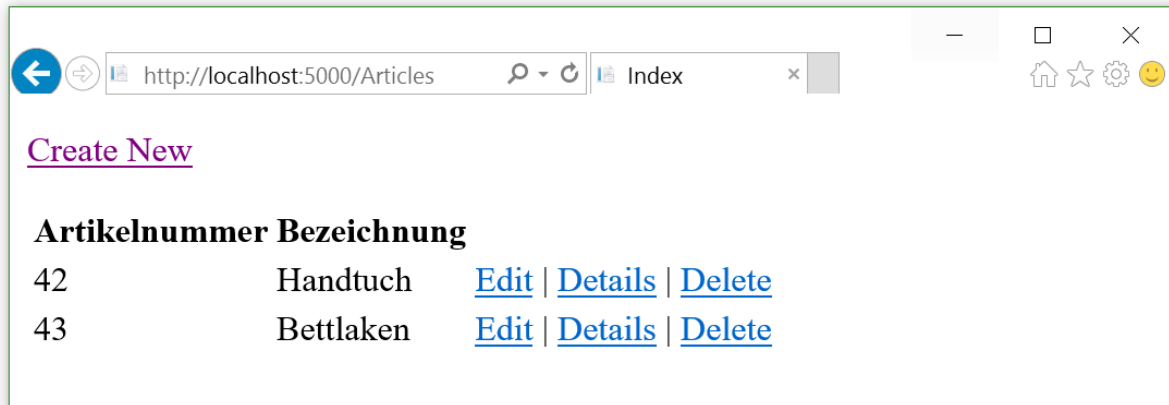 http://localhost:5000/Articles Index
Create New
Artikelnummer Bezeichnung
42 Handtuch Edit | Details | Delete
43 Bettlaken Edit | Details | Delete